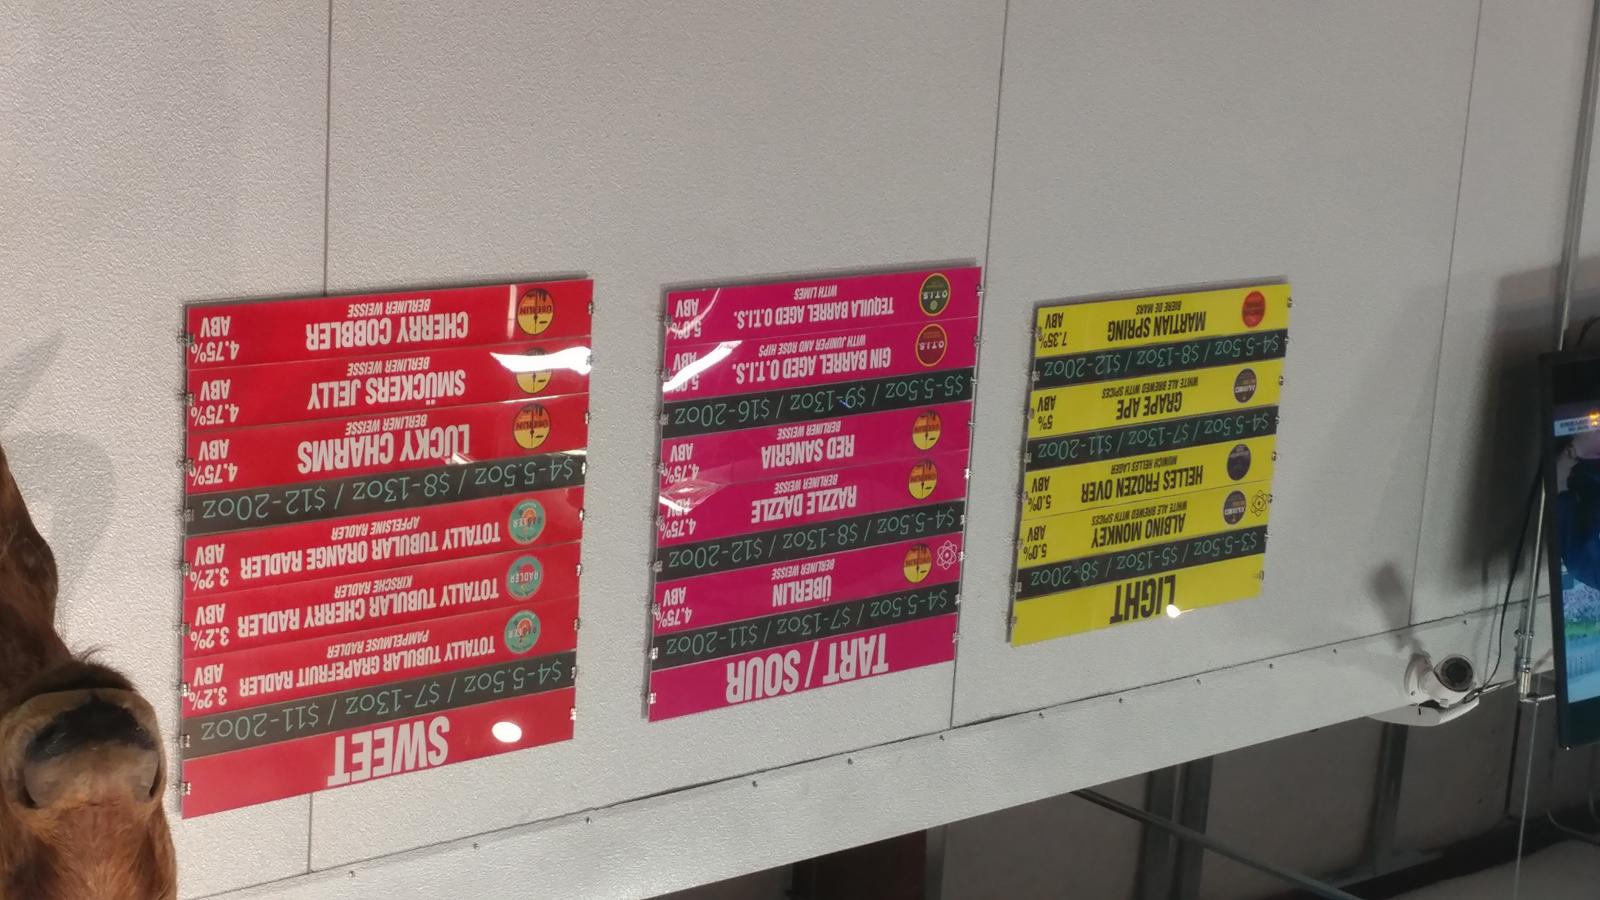 LIGHT
$3-5.5oz / $5-13oz / $8-20oz
ALBINO MONKEY 5.0%
WHITE ALE BREWED WITH SPICES ABV
HELLES FROZEN OVER 5.0%
MUNICH HELLES LAGER ABV
$4-5.5oz / $7-13oz / $11-20oz
GRAPE APE 5%
WHITE ALE BREWED WITH SPICES ABV
$4-5.5oz / $8-13oz / $12-20oz
MARTIAN SPRING 7.35%
BIERE DE MARS ABV
TART / SOUR
$4-5.5oz / $7-13oz / $11-20oz
ÜBERLIN 4.75%
BERLINER WEISSE ABV
$4-5.5oz / $8-13oz / $12-20oz
RAZZLE DAZZLE 4.75%
BERLINER WEISSE ABV
RED SANGRIA 4.75%
BERLINER WEISSE ABV
$5-5.5oz / $9-13oz / $16-20oz
GIN BARREL AGED O.T.I.S.
WITH JUNIPER AND ROSE HIPS ABV
TEQUILA BARREL AGED O.T.I.S. 5.0%
WITH LIMES ABV
SWEET
$4-5.5oz / $7-13oz / $11-20oz
TOTALLY TUBULAR GRAPEFRUIT RADLER 3.2%
PAMPELMUSE RADLER ABV
TOTALLY TUBULAR CHERRY RADLER 3.2%
KIRSCHE RADLER ABV
TOTALLY TUBULAR ORANGE RADLER 3.2%
APFELSINE RADLER ABV
$4-5.5oz / $8-13oz / $12-20oz
LUCKY CHARMS 4.75%
BERLINER WEISSE ABV
SMÜCKERS JELLY 4.75%
BERLINER WEISSE ABV
CHERRY COBBLER 4.75%
BERLINER WEISSE ABV